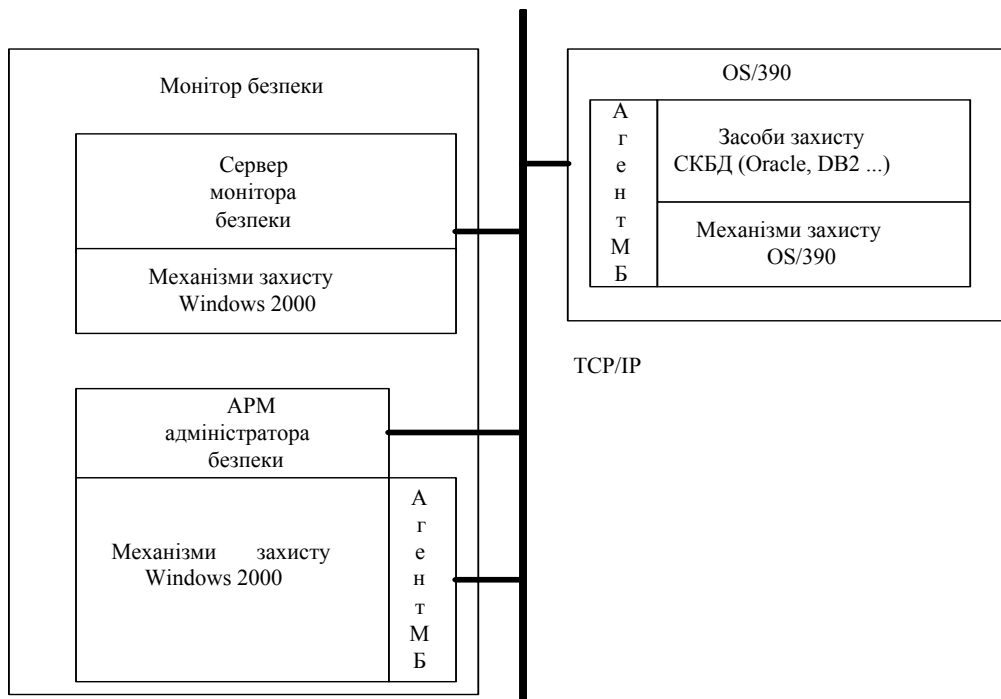 Монітор безпеки
Сервер
монітора
безпеки
Механізми захисту
Windows 2000
АРМ
адміністратора
безпеки
Механізми захисту
Windows 2000
А
г
е
н
т
М
Б
OS/390
А
г
е
н
т
М
Б
Засоби захисту
СКБД (Oracle, DB2 ...)
Механізми захисту
OS/390
TCP/IP